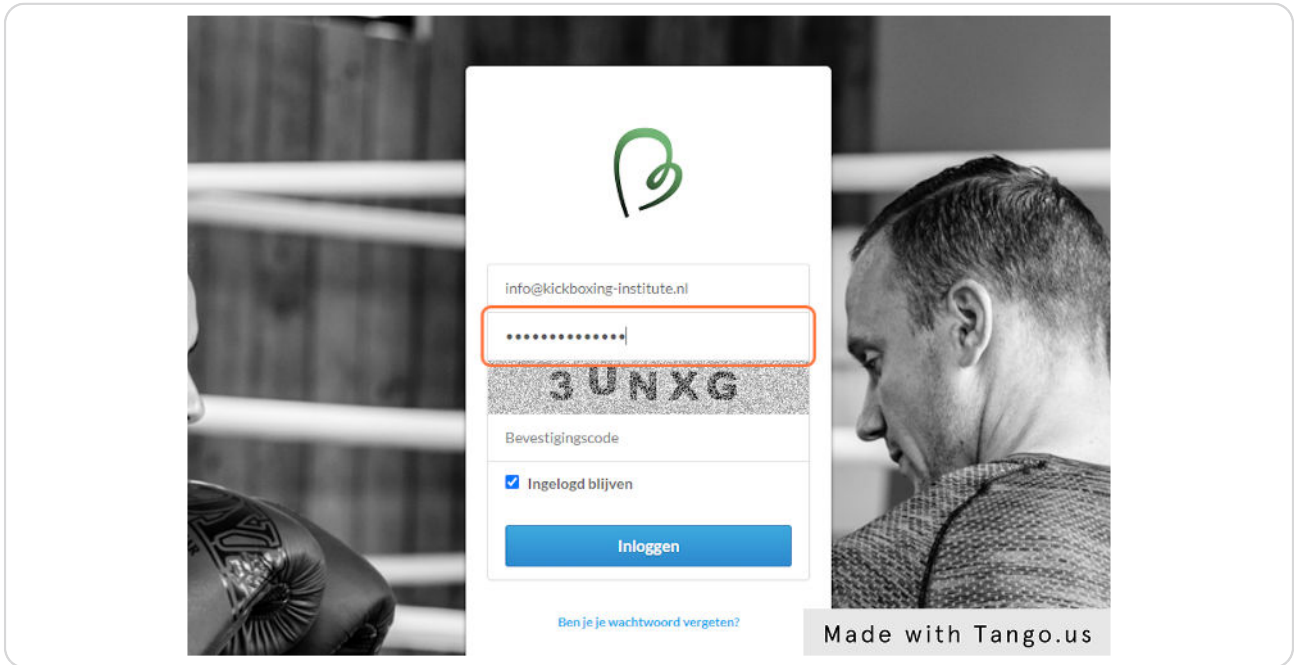 info@kickboxing-institute.nl
••••••••••••••
3UNXG
Bevestigingscode
Ingelogd blijven
Inloggen
Ben je je wachtwoord vergeten?
Made with Tango.us